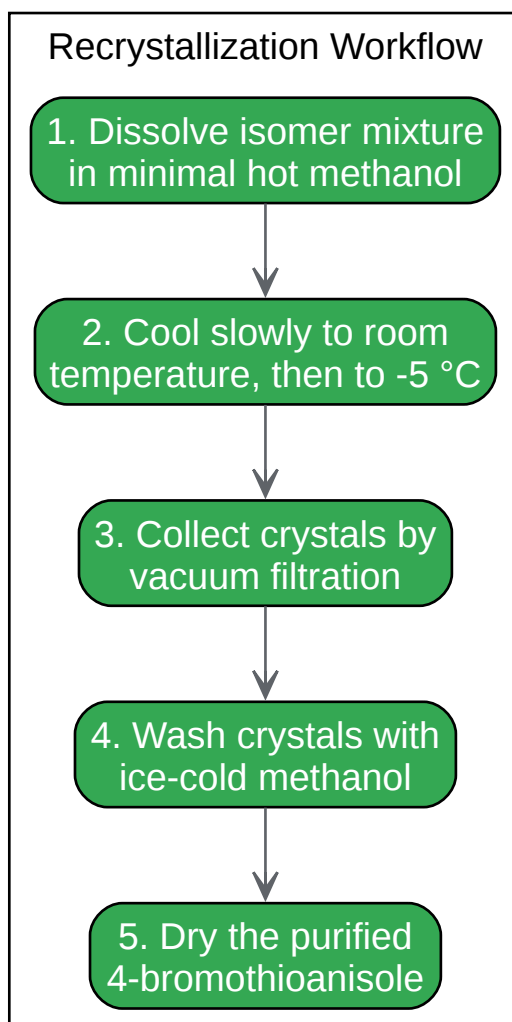 Recrystallization Workflow
1. Dissolve isomer mixture
in minimal hot methanol
2. Cool slowly to room
temperature, then to -5 °C
3. Collect crystals by
vacuum filtration
4. Wash crystals with
ice-cold methanol
5. Dry the purified
4-bromothioanisole